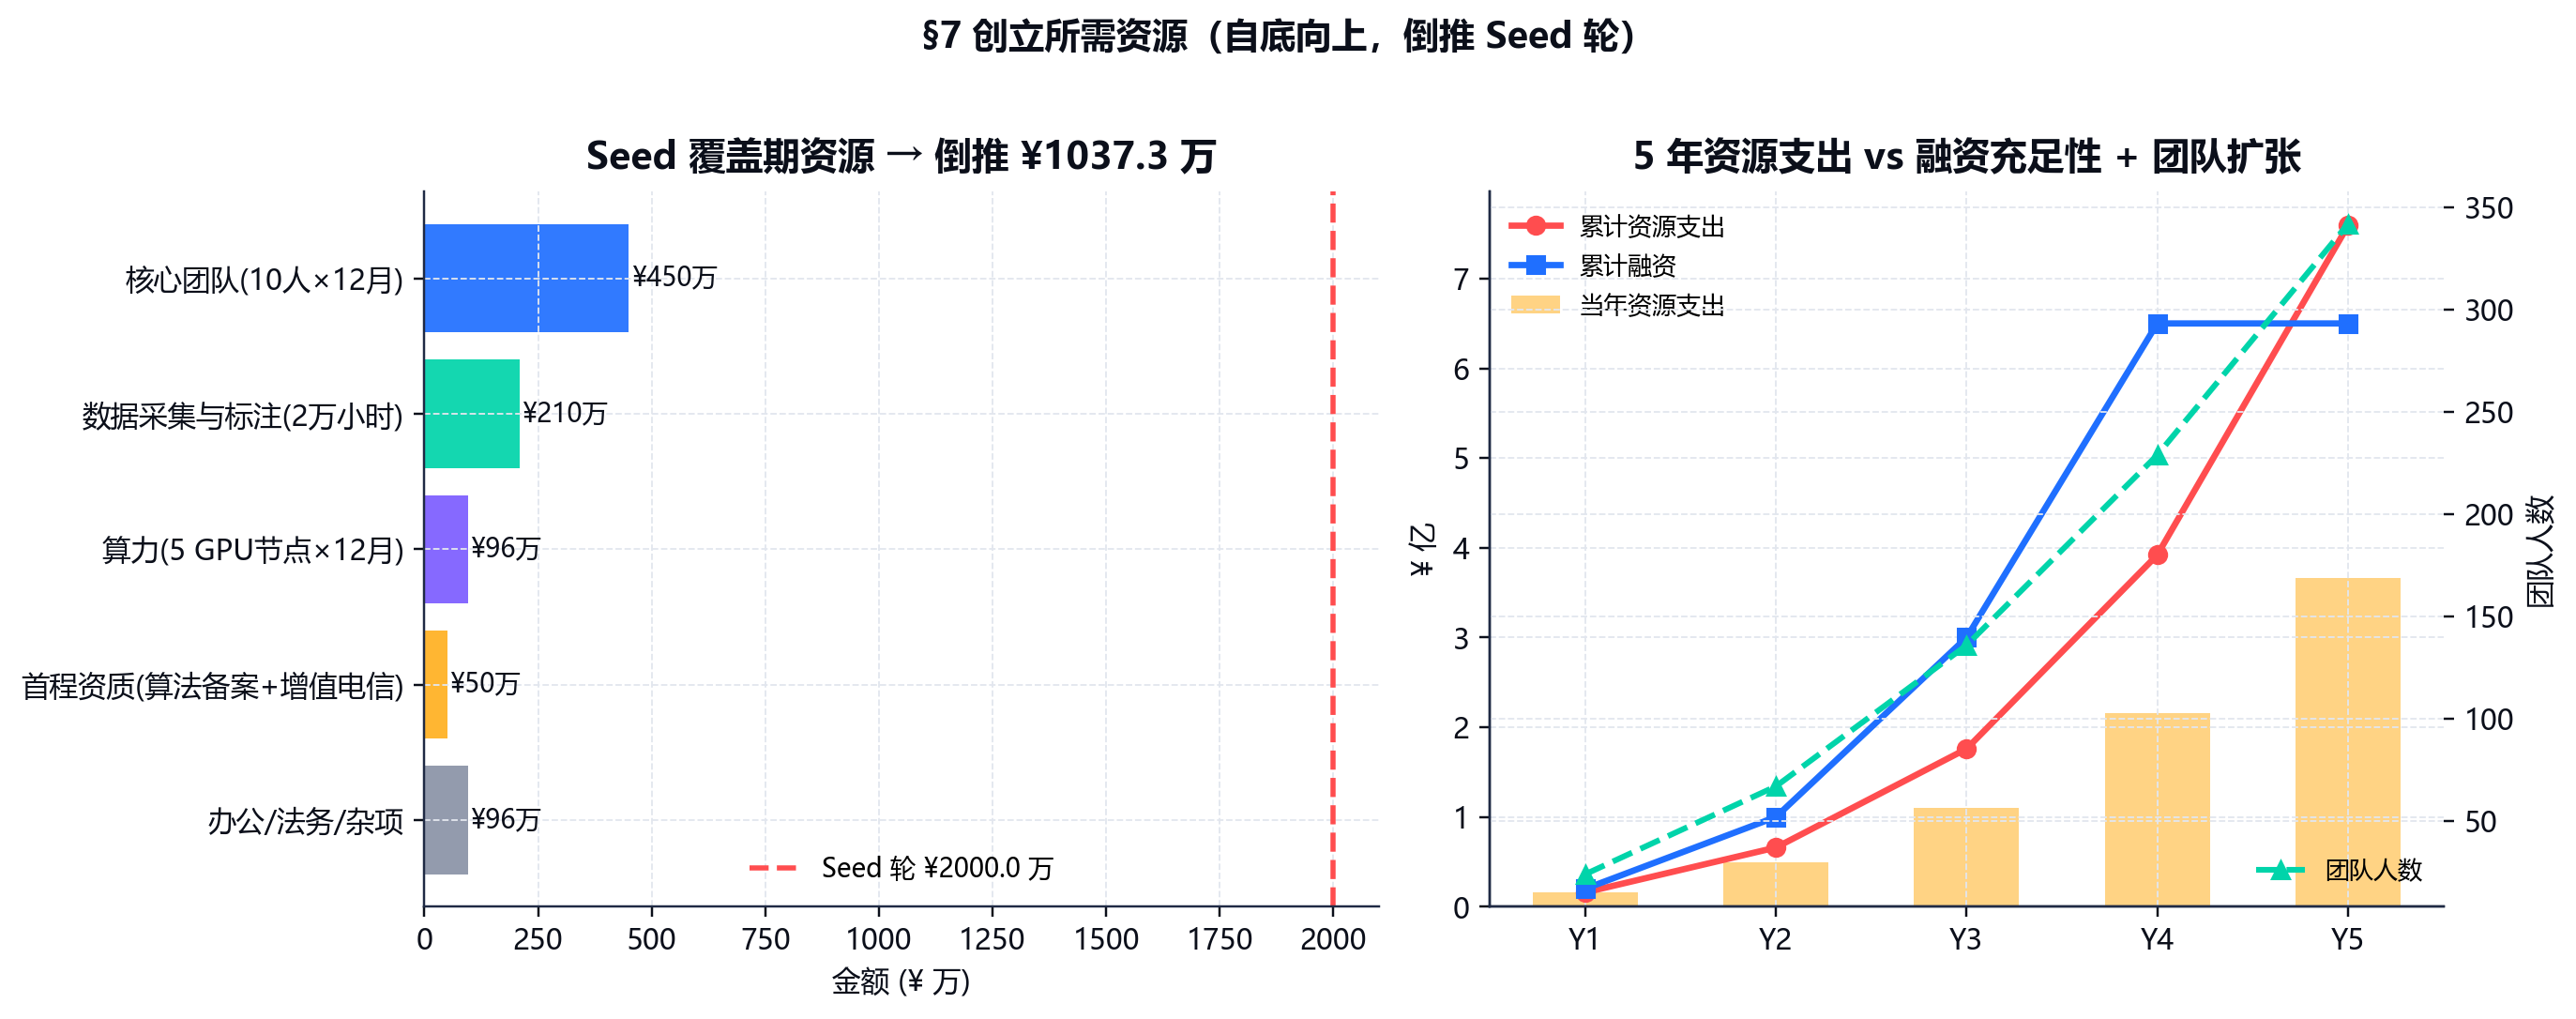 §7 创立所需资源（自底向上，倒推 Seed 轮）
Seed 覆盖期资源 → 倒推 ¥1037.3 万
核心团队(10人×12月)
¥450万
数据采集与标注(2万小时)
¥210万
算力(5 GPU节点×12月)
¥96万
首程资质(算法备案+增值电信)
¥50万
办公/法务/杂项
¥96万
Seed 轮 ¥2000.0 万
0 250 500 750 1000 1250 1500 1750 2000
金额 (¥ 万)
5 年资源支出 vs 融资充足性 + 团队扩张
累计资源支出
累计融资
当年资源支出
¥ 亿
7
6
5
4
3
2
1
0
350
300
250
200
150
100
50
团队人数
团队人数
Y1 Y2 Y3 Y4 Y5